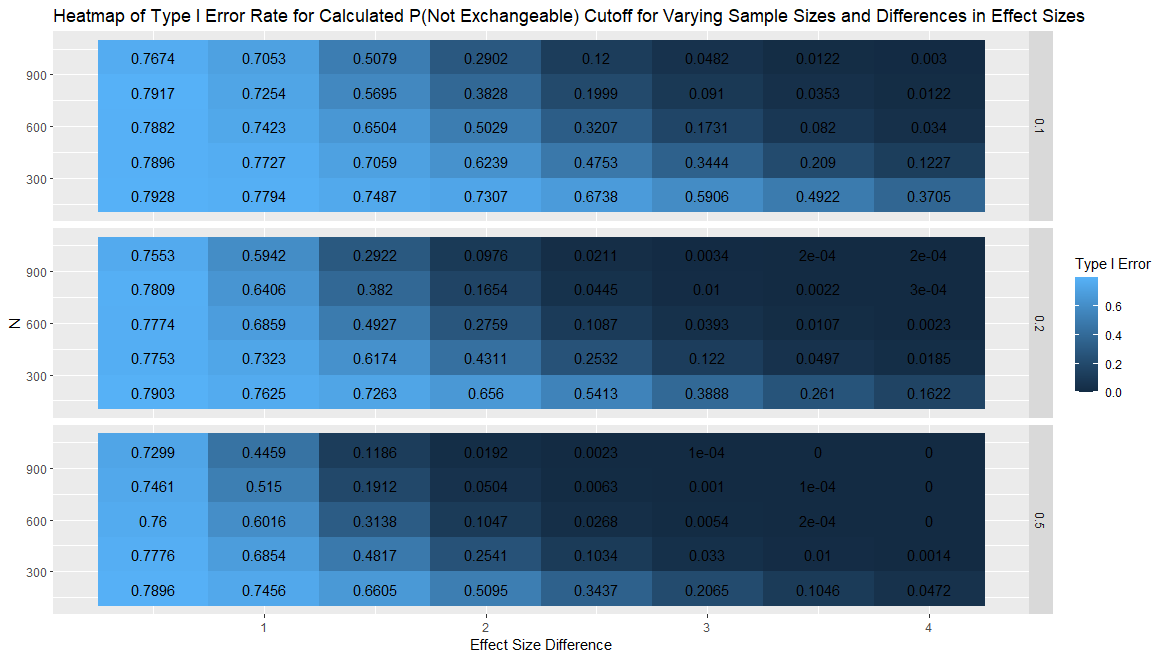 Heatmap of Type I Error Rate for Calculated P(Not Exchangeable) Cutoff for Varying Sample Sizes and Differences in Effect Sizes
0.7674 0.7053 0.5079 0.2902 0.12 0.0482 0.0122 0.003
900
0.7917 0.7254 0.5695 0.3828 0.1999 0.091 0.0353 0.0122
600
0.7882 0.7423 0.6504 0.5029 0.3207 0.1731 0.082 0.034
0.1
0.7896 0.7727 0.7059 0.6239 0.4753 0.3444 0.209 0.1227
300
0.7928 0.7794 0.7487 0.7307 0.6738 0.5906 0.4922 0.3705
0.7553 0.5942 0.2922 0.0976 0.0211 0.0034 2e-04 2e-04
900
0.7809 0.6406 0.382 0.1654 0.0445 0.01 0.0022 3e-04
N
600
0.7774 0.6859 0.4927 0.2759 0.1087 0.0393 0.0107 0.0023
0.2
0.7753 0.7323 0.6174 0.4311 0.2532 0.122 0.0497 0.0185
300
0.7903 0.7625 0.7263 0.656 0.5413 0.3888 0.261 0.1622
0.7299 0.4459 0.1186 0.0192 0.0023 1e-04 0 0
900
0.7461 0.515 0.1912 0.0504 0.0063 0.001 1e-04 0
600
0.76 0.6016 0.3138 0.1047 0.0268 0.0054 2e-04 0
0.5
0.7776 0.6854 0.4817 0.2541 0.1034 0.033 0.01 0.0014
300
0.7896 0.7456 0.6605 0.5095 0.3437 0.2065 0.1046 0.0472
1 2 3 4
Effect Size Difference
Type I Error
0.6
0.4
0.2
0.0